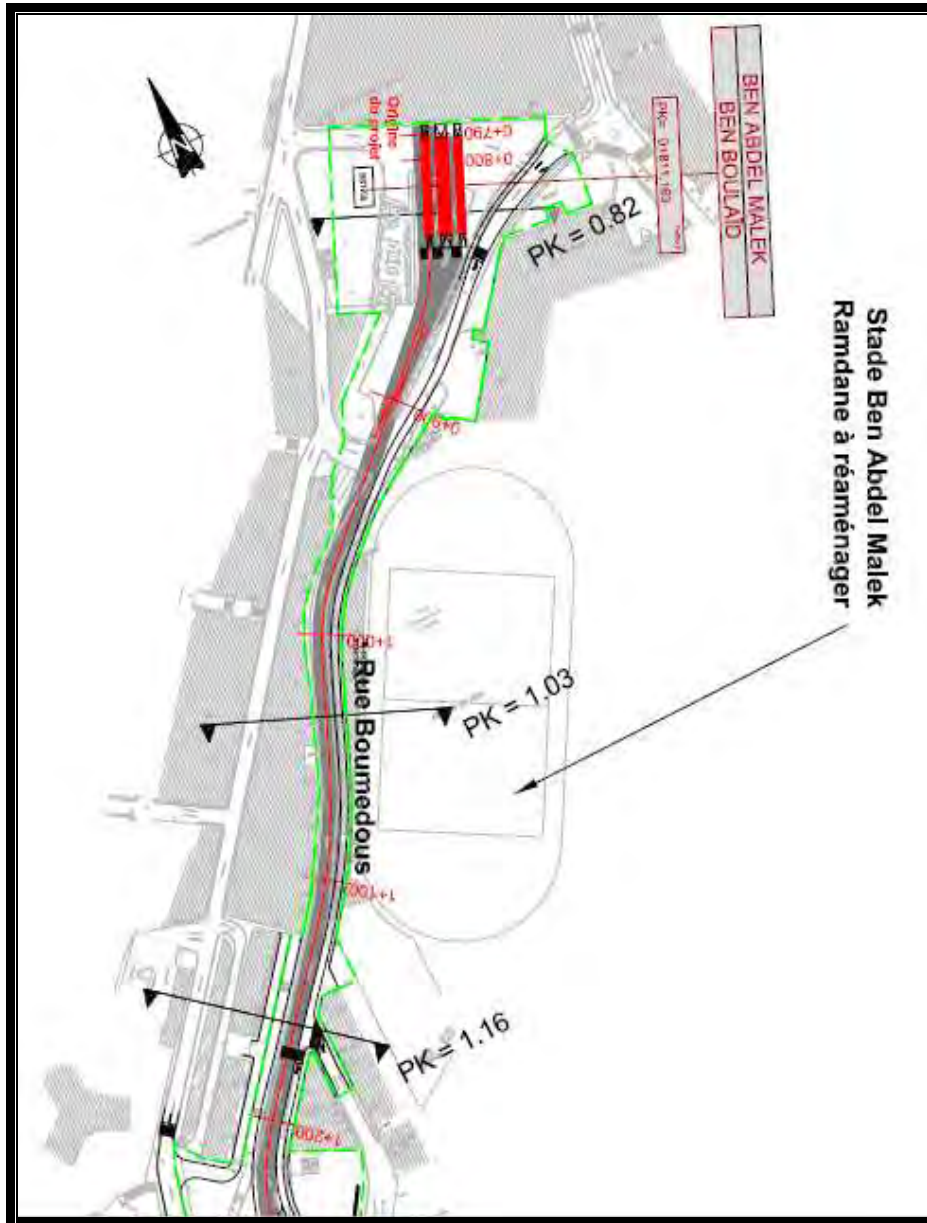 BEN ABDEL MALEK
BEN BOULAÏD
Origine
du projet
0+790
0+800
PK = 0.82
Stade Ben Abdel Malek
Ramdane à réaménager
1+000
Rue Boumedous
PK = 1.03
1+100
PK = 1.16
1+200